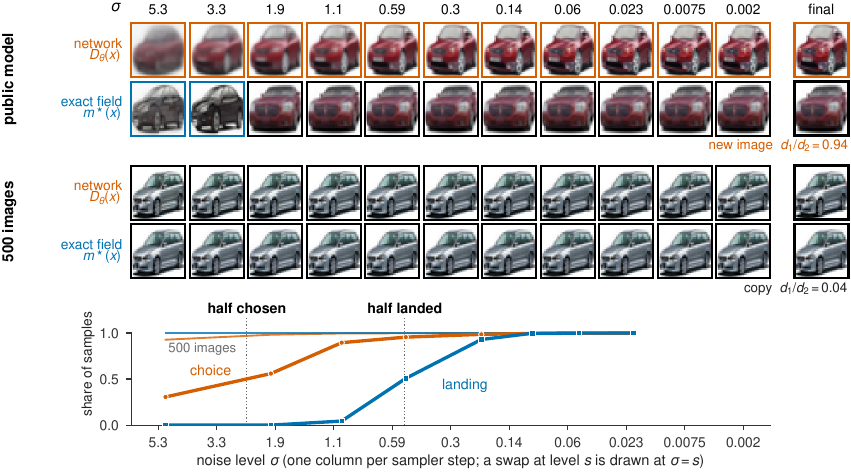 σ 5.3 3.3 1.9 1.1 0.59 0.3 0.14 0.06 0.023 0.0075 0.002 final
public model
network
Dθ(x)
exact field
m*(x)
new image d₁/d₂ = 0.94
500 images
network
Dθ(x)
exact field
m*(x)
copy d₁/d₂ = 0.04
half chosen half landed
share of samples
1.0
0.5
0.0
500 images
choice
landing
5.3 3.3 1.9 1.1 0.59 0.3 0.14 0.06 0.023 0.0075 0.002
noise level σ (one column per sampler step; a swap at level s is drawn at σ = s)